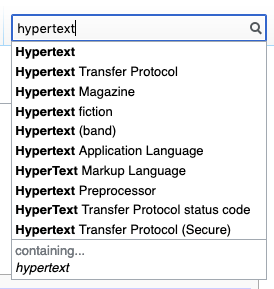 hypertext
Hypertext
Hypertext Transfer Protocol
Hypertext Magazine
Hypertext fiction
Hypertext (band)
Hypertext Application Language
HyperText Markup Language
Hypertext Preprocessor
HyperText Transfer Protocol status code
Hypertext Transfer Protocol (Secure)
containing...
hypertext